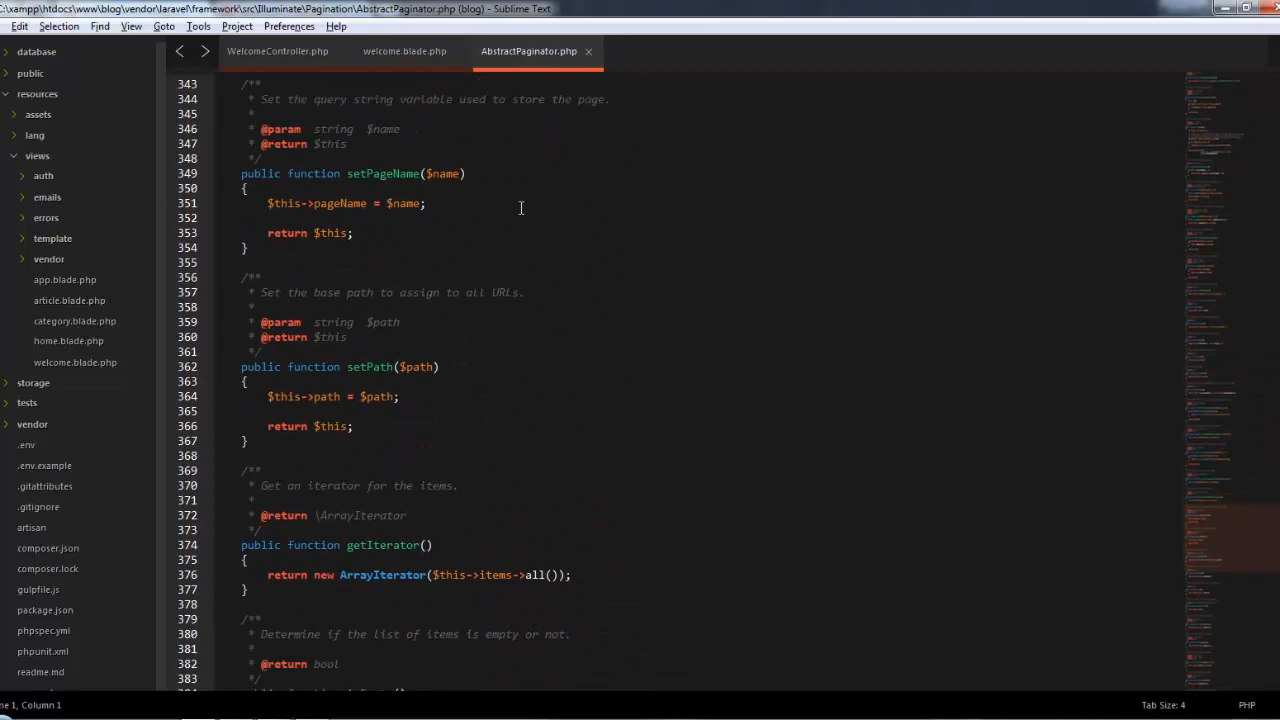 C:\xampp\htdocs\www\blog\vendor\laravel\framework\src\Illuminate\Pagination\AbstractPaginator.php (blog) - Sublime Text
Edit Selection Find View Goto Tools Project Preferences Help
database
public
resources
assets
lang
views
auth
emails
errors
template
vendor
app.blade.php
article.blade.php
category.blade.php
home.blade.php
welcome.blade.php
storage
tests
vendor
.env
.env.example
.gitattributes
.gitignore
artisan
composer.json
composer.lock
gulpfile.js
package.json
phpspec.yml
phpunit.xml
readme.md
WelcomeController.php welcome.blade.php AbstractPaginator.php ×
343 /**
344 * Set the query string variable used to store the page.
345 *
346 * @param string $name
347 * @return $this
348 */
349 public function setPageName($name)
350 {
351 $this->pageName = $name;
352
353 return $this;
354 }
355
356 /**
357 * Set the base path to assign to all URLs.
358 *
359 * @param string $path
360 * @return $this
361 */
362 public function setPath($path)
363 {
364 $this->path = $path;
365
366 return $this;
367 }
368
369 /**
370 * Get an iterator for the items.
371 *
372 * @return \ArrayIterator
373 */
374 public function getIterator()
375 {
376 return new ArrayIterator($this->items->all());
377 }
378
379 /**
380 * Determine if the list of items is empty or not.
381 *
382 * @return bool
383 */
ne 1, Column 1
Tab Size: 4 PHP